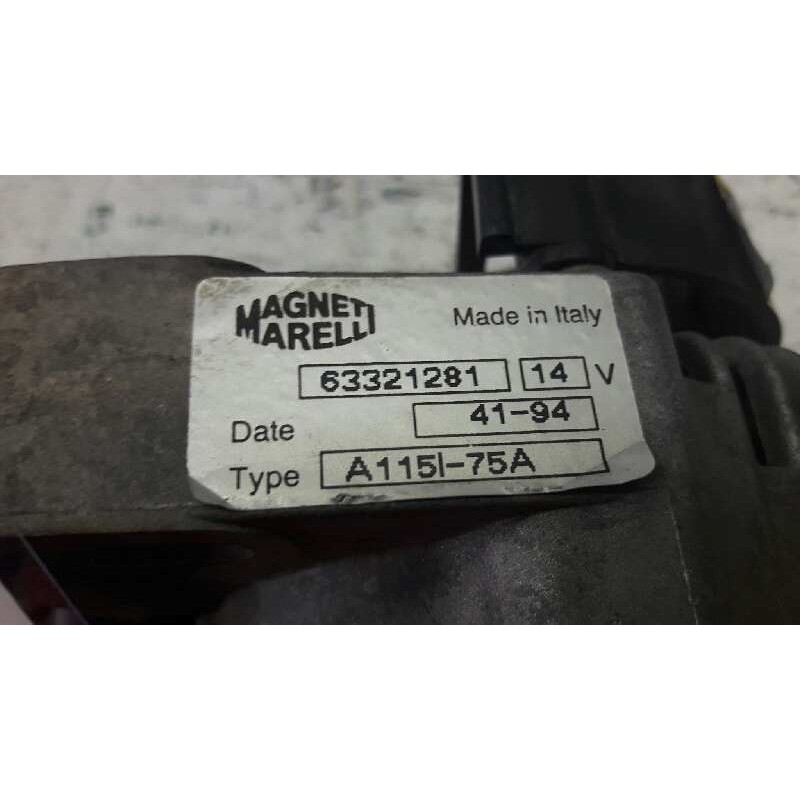 MAGNETI
MARELLI
Made in Italy
63321281 14 V
Date 41-94
Type A115I-75A